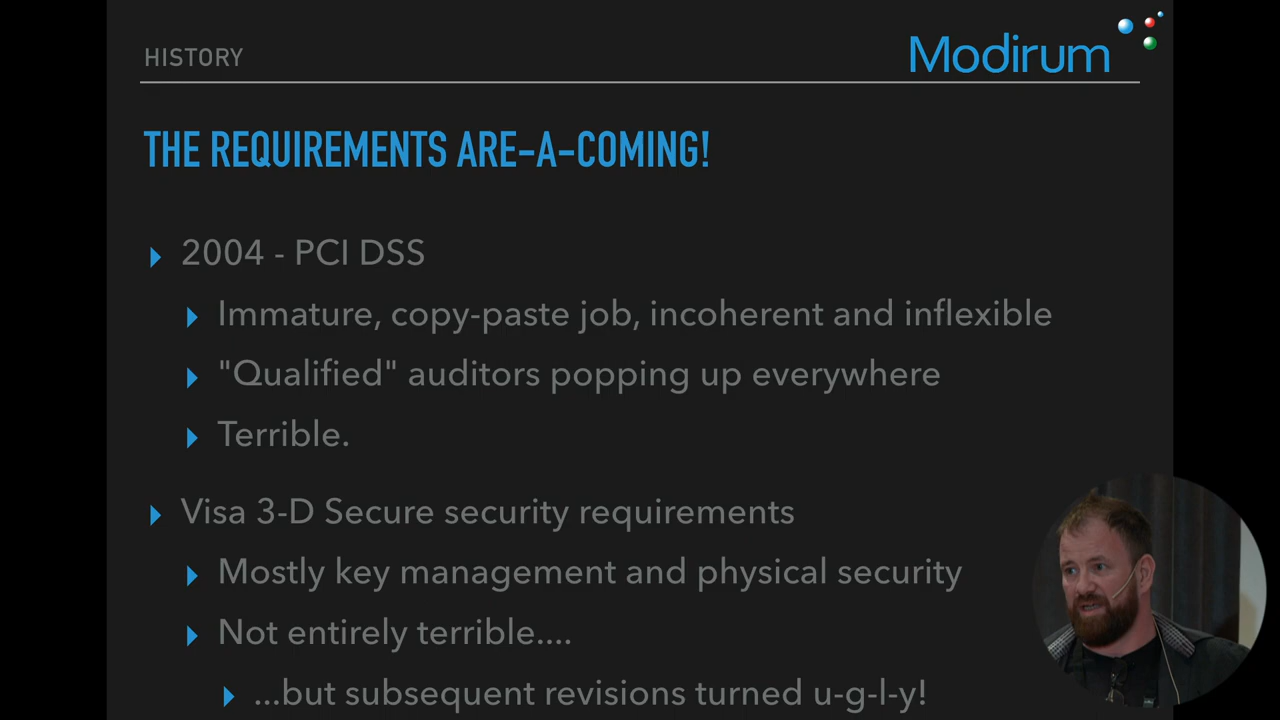 HISTORY
Modirum
THE REQUIREMENTS ARE-A-COMING!
2004 - PCI DSS
Immature, copy-paste job, incoherent and inflexible
"Qualified" auditors popping up everywhere
Terrible.
Visa 3-D Secure security requirements
Mostly key management and physical security
Not entirely terrible....
...but subsequent revisions turned u-g-l-y!